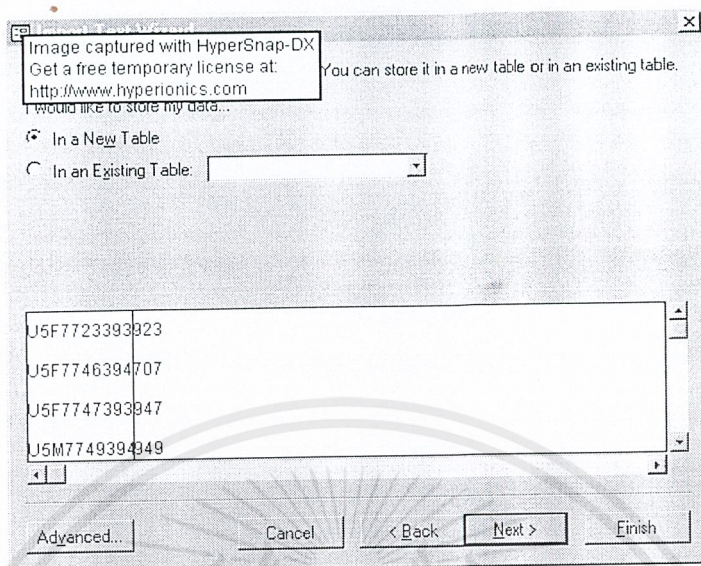 Image captured with HyperSnap-DX
Get a free temporary license at:
http://www.hyperionics.com
You can store it in a new table or in an existing table.
I would like to store my data...
In a New Table
In an Existing Table:
U5F7723393923
U5F7746394707
U5F7747393947
U5M7749394949
Advanced... Cancel < Back Next > Finish